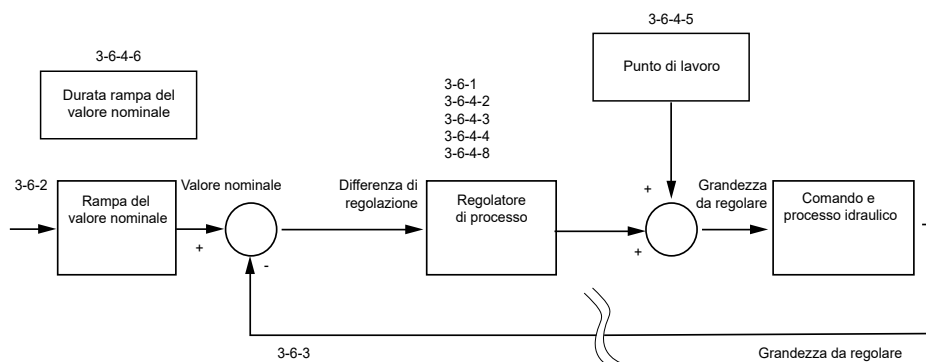 3-6-4-5
3-6-4-6
Punto di lavoro
Durata rampa del
valore nominale
3-6-1
3-6-4-2
3-6-4-3
3-6-4-4
3-6-4-8
3-6-2
Rampa del
valore nominale
Valore nominale
+
-
Differenza di
regolazione
Regolatore
di processo
+
+
Grandezza
da regolare
Comando e
processo idraulico
3-6-3
Grandezza da regolare